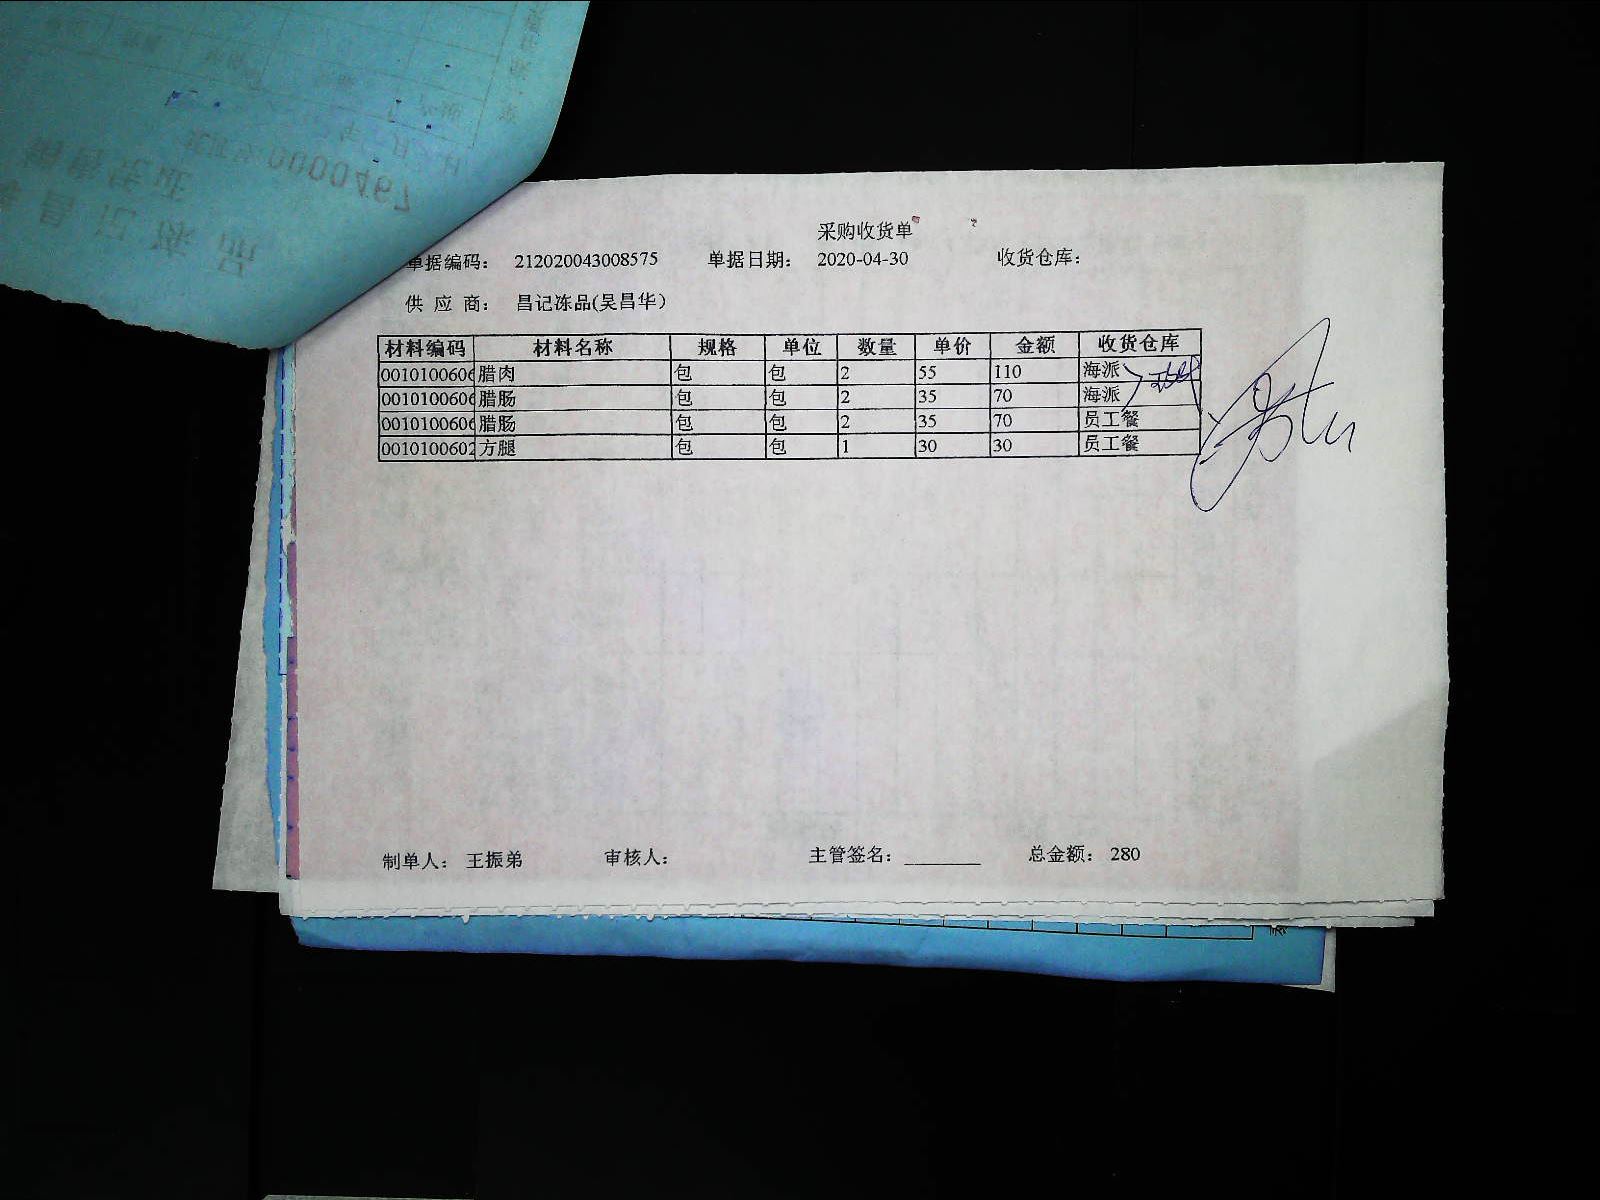 0000467
采购收货单
单据编码： 212020043008575 单据日期： 2020-04-30 收货仓库：
供 应 商： 昌记冻品(吴昌华）
材料编码 材料名称 规格 单位 数量 单价 金额 收货仓库
0010100606 腊肉 包 包 2 55 110 海派
0010100606 腊肠 包 包 2 35 70 海派
0010100606 腊肠 包 包 2 35 70 员工餐
0010100602 方腿 包 包 1 30 30 员工餐
制单人： 王振弟 审核人： 主管签名：________ 总金额： 280